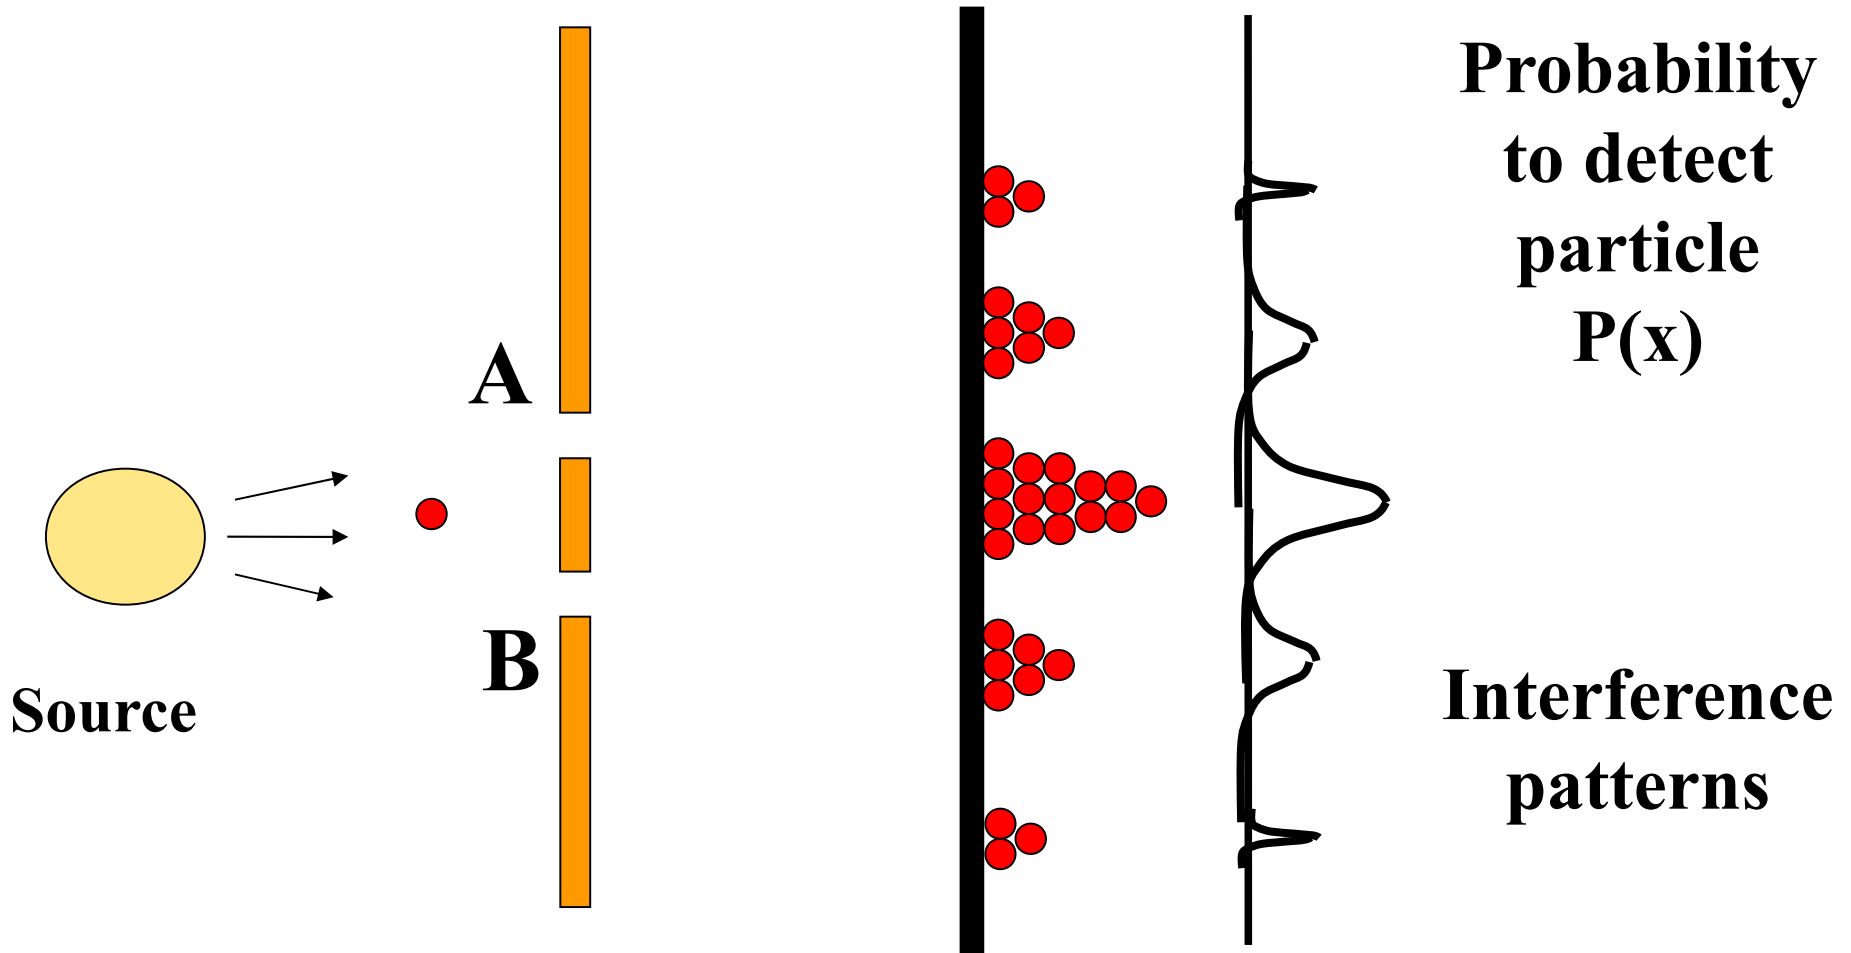 Probability
to detect
particle
P(x)
A
B
Source
Interference
patterns